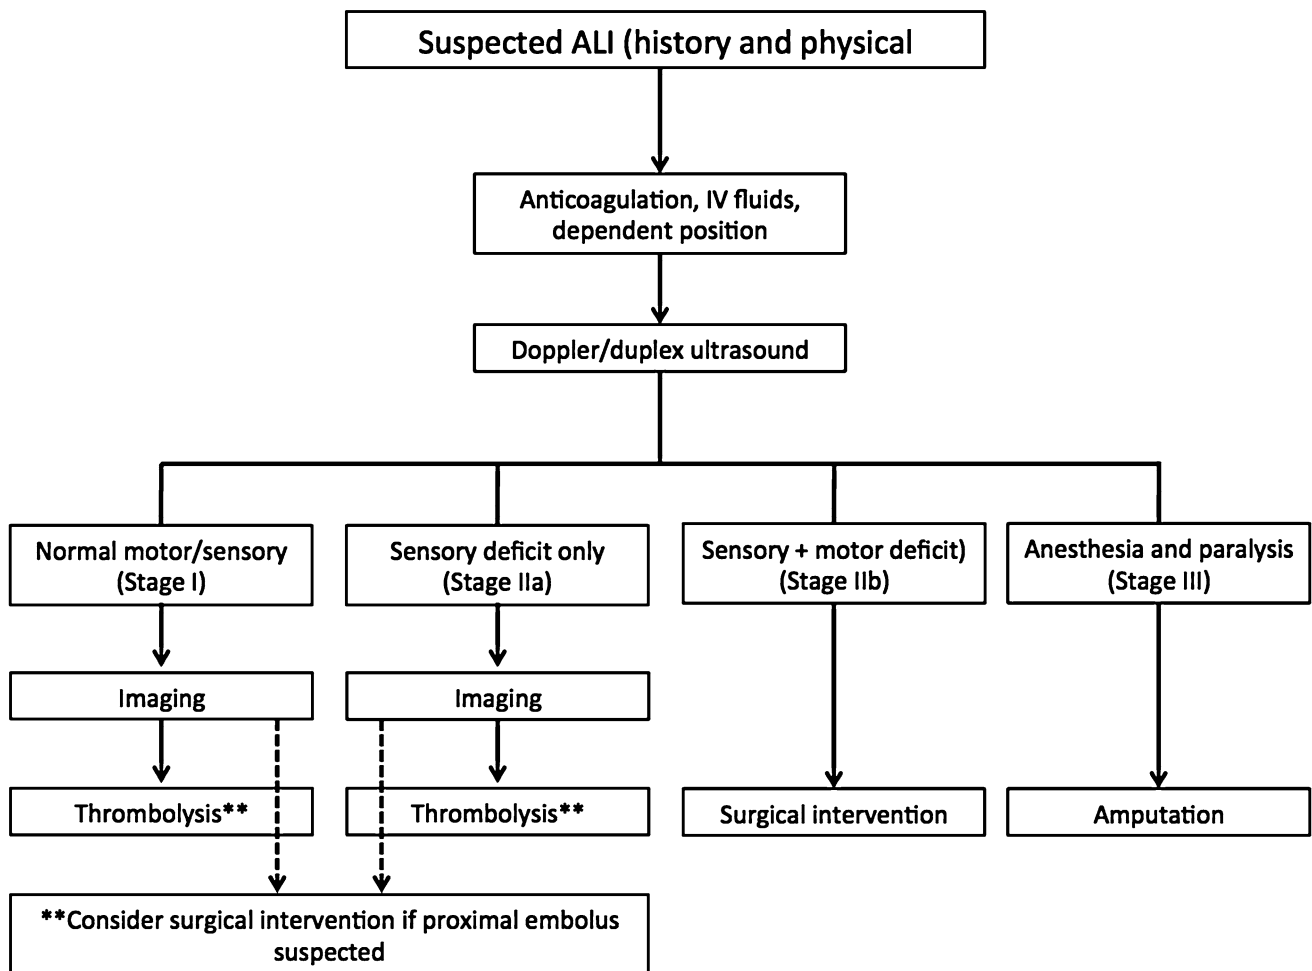 Suspected ALI (history and physical
Anticoagulation, IV fluids,
dependent position
Doppler/duplex ultrasound
Normal motor/sensory
(Stage I)
Sensory deficit only
(Stage IIa)
Sensory + motor deficit)
(Stage IIb)
Anesthesia and paralysis
(Stage III)
Imaging
Imaging
Thrombolysis**
Thrombolysis**
Surgical intervention
Amputation
**Consider surgical intervention if proximal embolus
suspected